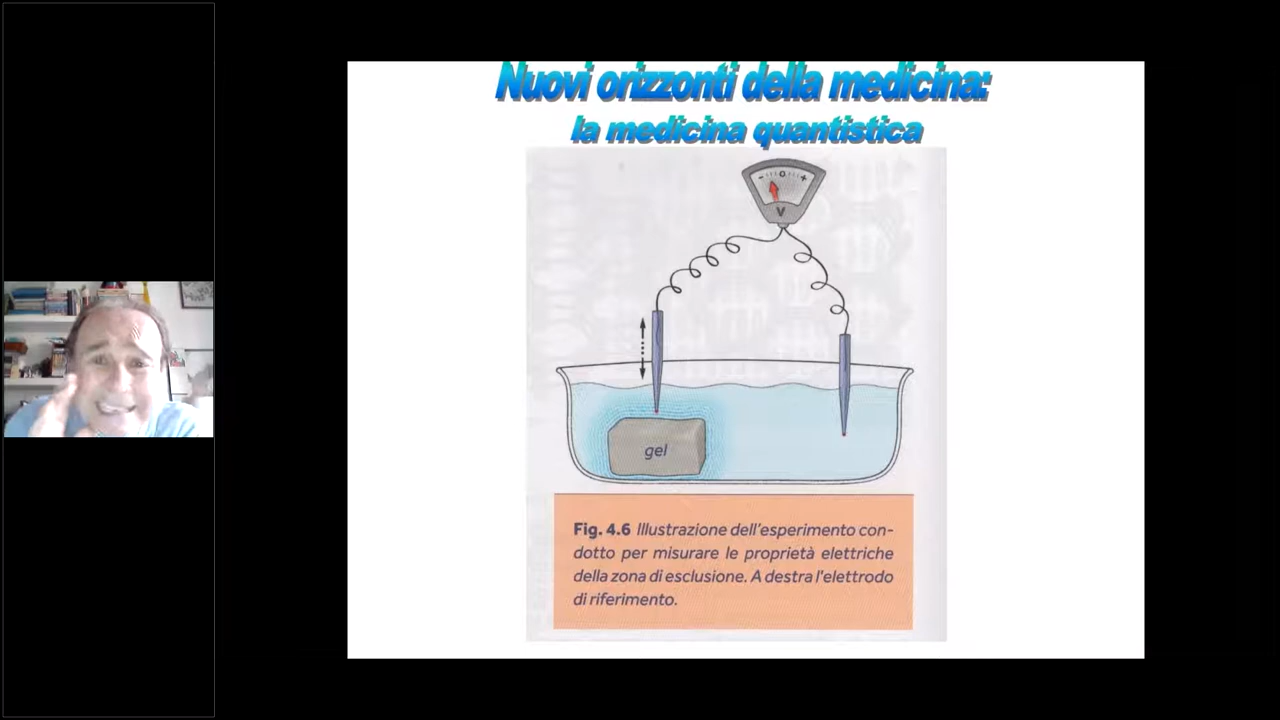 Nuovi orizzonti della medicina:
la medicina quantistica
- 0 +
V
gel
Fig. 4.6 Illustrazione dell'esperimento con-
dotto per misurare le proprietà elettriche
della zona di esclusione. A destra l'elettrodo
di riferimento.